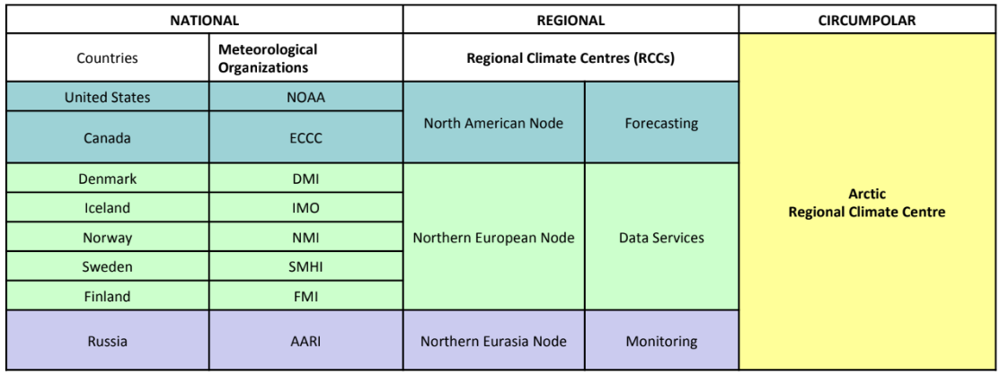 NATIONAL REGIONAL CIRCUMPOLAR
Countries
Meteorological
Organizations
Regional Climate Centres (RCCs)
United States NOAA
Canada ECCC
North American Node Forecasting
Denmark DMI
Iceland IMO
Norway NMI
Sweden SMHI
Finland FMI
Northern European Node Data Services
Russia AARI Northern Eurasia Node Monitoring
Arctic
Regional Climate Centre